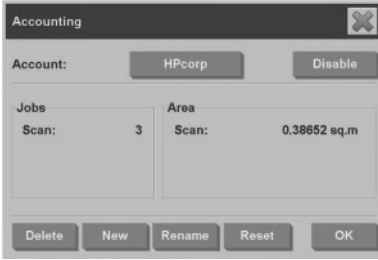 Accounting
Account: HPcorp Disable
Jobs Area
Scan: 3 Scan: 0.38652 sq.m
Delete New Rename Reset OK